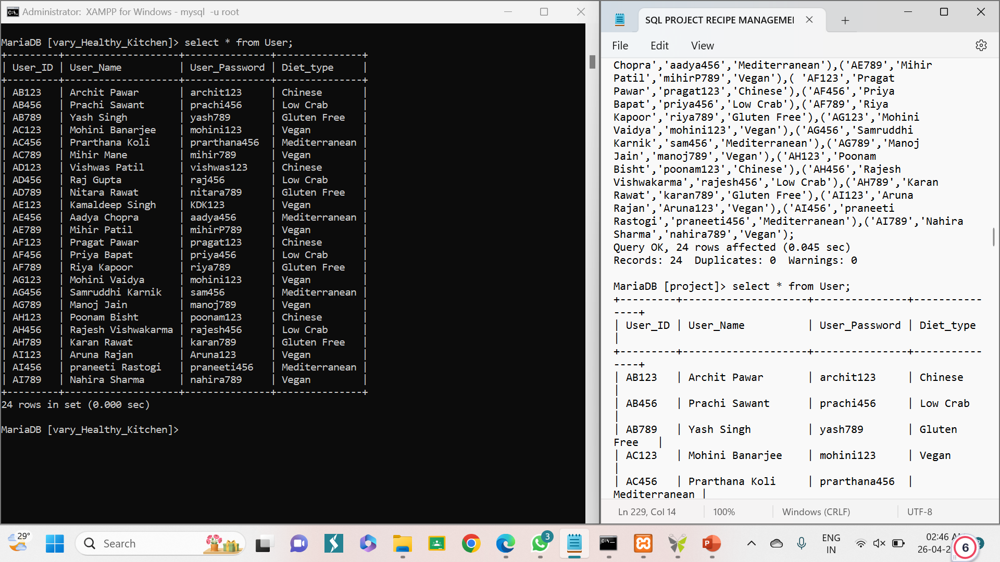 Administrator:  XAMPP for Windows - mysql  -u root
MariaDB [vary_Healthy_Kitchen]> select * from User;
+---------+--------------------+---------------+---------------+
| User_ID | User_Name          | User_Password | Diet_type     |
+---------+--------------------+---------------+---------------+
| AB123   | Archit Pawar       | archit123     | Chinese       |
| AB456   | Prachi Sawant      | prachi456     | Low Crab      |
| AB789   | Yash Singh         | yash789       | Gluten Free   |
| AC123   | Mohini Banarjee    | mohini123     | Vegan         |
| AC456   | Prarthana Koli     | prarthana456  | Mediterranean |
| AC789   | Mihir Mane         | mihir789      | Vegan         |
| AD123   | Vishwas Patil      | vishwas123    | Chinese       |
| AD456   | Raj Gupta          | raj456        | Low Crab      |
| AD789   | Nitara Rawat       | nitara789     | Gluten Free   |
| AE123   | Kamaldeep Singh    | KDK123        | Vegan         |
| AE456   | Aadya Chopra       | aadya456      | Mediterranean |
| AE789   | Mihir Patil        | mihirP789     | Vegan         |
| AF123   | Pragat Pawar       | pragat123     | Chinese       |
| AF456   | Priya Bapat        | priya456      | Low Crab      |
| AF789   | Riya Kapoor        | riya789       | Gluten Free   |
| AG123   | Mohini Vaidya      | mohini123     | Vegan         |
| AG456   | Samruddhi Karnik   | sam456        | Mediterranean |
| AG789   | Manoj Jain         | manoj789      | Vegan         |
| AH123   | Poonam Bisht       | poonam123     | Chinese       |
| AH456   | Rajesh Vishwakarma | rajesh456     | Low Crab      |
| AH789   | Karan Rawat        | karan789      | Gluten Free   |
| AI123   | Aruna Rajan        | Aruna123      | Vegan         |
| AI456   | praneeti Rastogi   | praneeti456   | Mediterranean |
| AI789   | Nahira Sharma      | nahira789     | Vegan         |
+---------+--------------------+---------------+---------------+
24 rows in set (0.000 sec)
MariaDB [vary_Healthy_Kitchen]>
SQL PROJECT RECIPE
File Edit View
Chopra','aadya456','Mediterranean'),('AE789','Mihir
Patil','mihirP789','Vegan'),( 'AF123','Pragat
Pawar','pragat123','Chinese'),('AF456','Priya
Bapat','priya456','Low Crab'),('AF789','Riya
Kapoor','riya789','Gluten Free'),('AG123','Mohini
Vaidya','mohini123','Vegan'),('AG456','Samruddhi
Karnik','sam456','Mediterranean'),('AG789','Manoj
Jain','manoj789','Vegan'),('AH123','Poonam
Bisht','poonam123','Chinese'),('AH456','Rajesh
Vishwakarma','rajesh456','Low Crab'),('AH789','Karan
Rawat','karan789','Gluten Free'),('AI123','Aruna
Rajan','Aruna123','Vegan'),('AI456','praneeti
Rastogi','praneeti456','Mediterranean'),('AI789','Nahira
Sharma','nahira789','Vegan');
Query OK, 24 rows affected (0.045 sec)
Records: 24  Duplicates: 0  Warnings: 0
MariaDB [project]> select * from User;
+---------+--------------------+---------------+-----------
----+
| User_ID | User_Name          | User_Password | Diet_type
|
+---------+--------------------+---------------+-----------
----+
| AB123   | Archit Pawar       | archit123     | Chinese
|
| AB456   | Prachi Sawant      | prachi456     | Low Crab
|
| AB789   | Yash Singh         | yash789       | Gluten
Free   |
| AC123   | Mohini Banarjee    | mohini123     | Vegan
|
| AC456   | Prarthana Koli     | prarthana456  |
Mediterranean |
Ln 229, Col 14 100% Windows (CRLF) UTF-8
29°
Search
3
ENG
IN
02:46
26-04-2
6